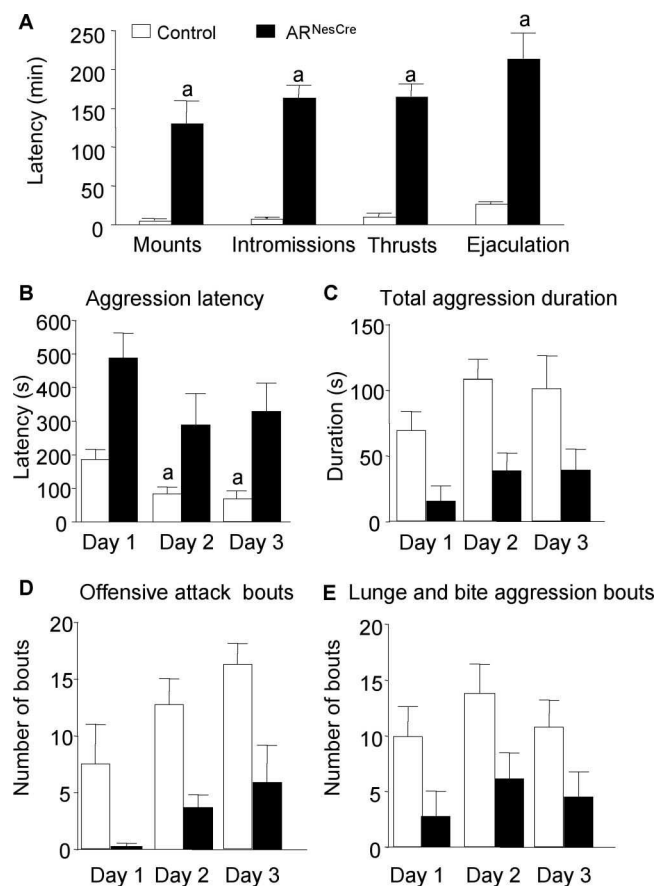 A
Control
AR^NesCre
Latency (min)
250
200
150
100
50
0
a
a
a
a
Mounts Intromissions Thrusts Ejaculation
B
Aggression latency
Latency (s)
600
500
400
300
200
100
0
a
a
Day 1 Day 2 Day 3
C
Total aggression duration
Duration (s)
150
100
50
0
Day 1 Day 2 Day 3
D
Offensive attack bouts
Number of bouts
20
15
10
5
0
Day 1 Day 2 Day 3
E
Lunge and bite aggression bouts
Number of bouts
20
15
10
5
0
Day 1 Day 2 Day 3